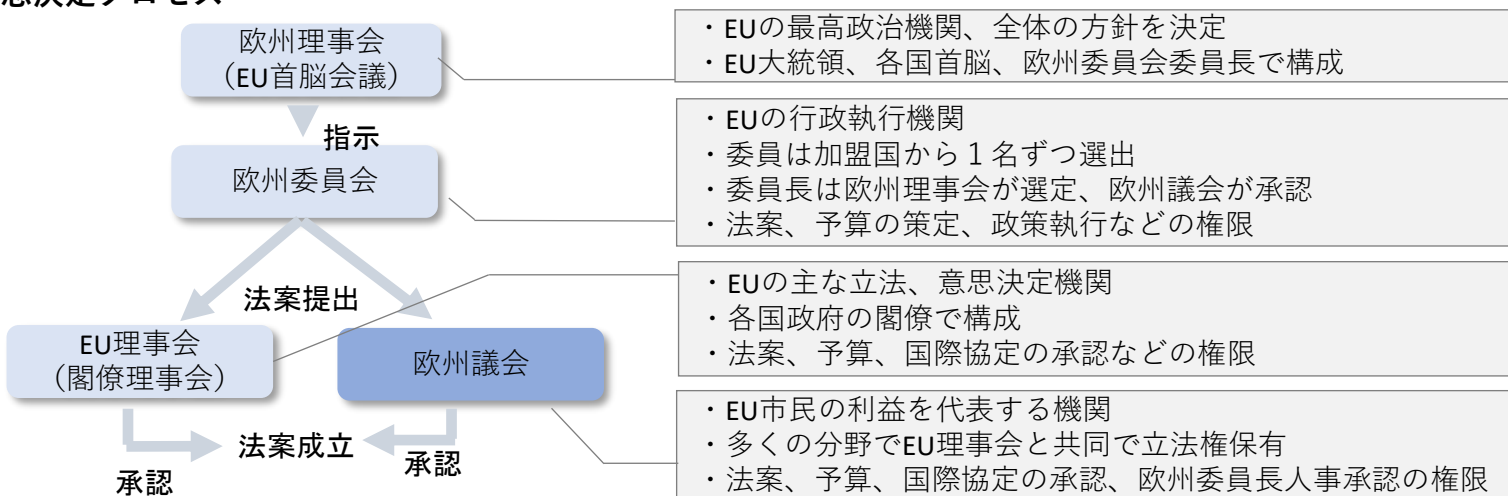 欧州理事会
（EU首脳会議）
・EUの最高政治機関、全体の方針を決定
・EU大統領、各国首脳、欧州委員会委員長で構成
指示
欧州委員会
・EUの行政執行機関
・委員は加盟国から１名ずつ選出
・委員長は欧州理事会が選定、欧州議会が承認
・法案、予算の策定、政策執行などの権限
法案提出
EU理事会
（閣僚理事会）
・EUの主な立法、意思決定機関
・各国政府の閣僚で構成
・法案、予算、国際協定の承認などの権限
欧州議会
・EU市民の利益を代表する機関
・多くの分野でEU理事会と共同で立法権保有
・法案、予算、国際協定の承認、欧州委員長人事承認の権限
承認
法案成立
承認